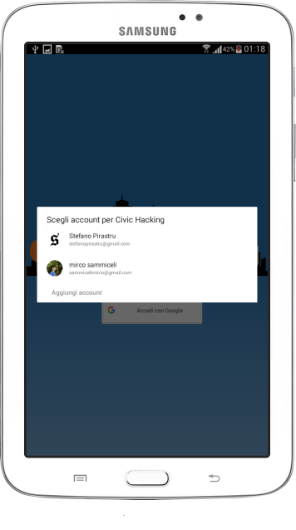 SAMSUNG
42% 01:18
Scegli account per Civic Hacking
Stefano Pirastru
stefanopirastru@gmail.com
mirco sammiceli
sammicelimirco@gmail.com
Aggiungi account
Accedi con Google